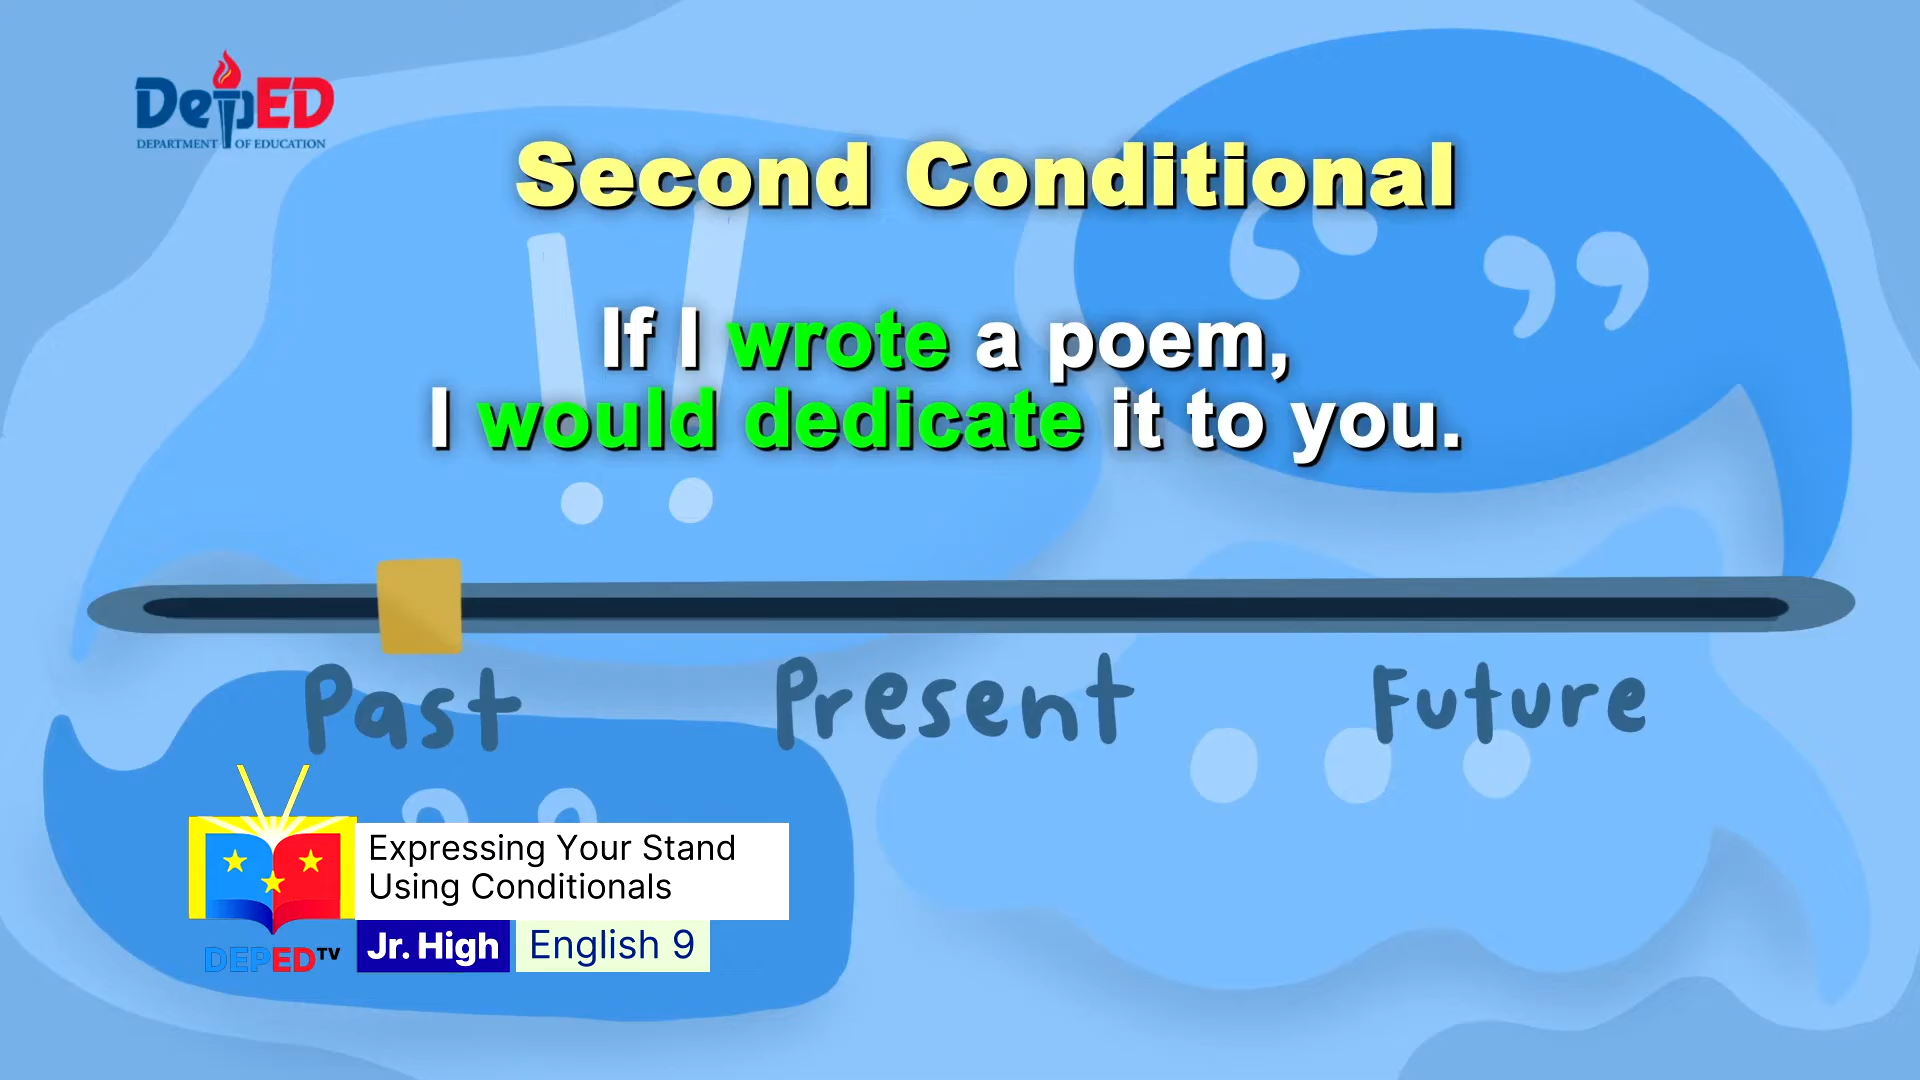 DepED
DEPARTMENT OF EDUCATION
Second Conditional
If I wrote a poem,
I would dedicate it to you.
Past Present Future
Expressing Your Stand
Using Conditionals
DEPED TV
Jr. High English 9